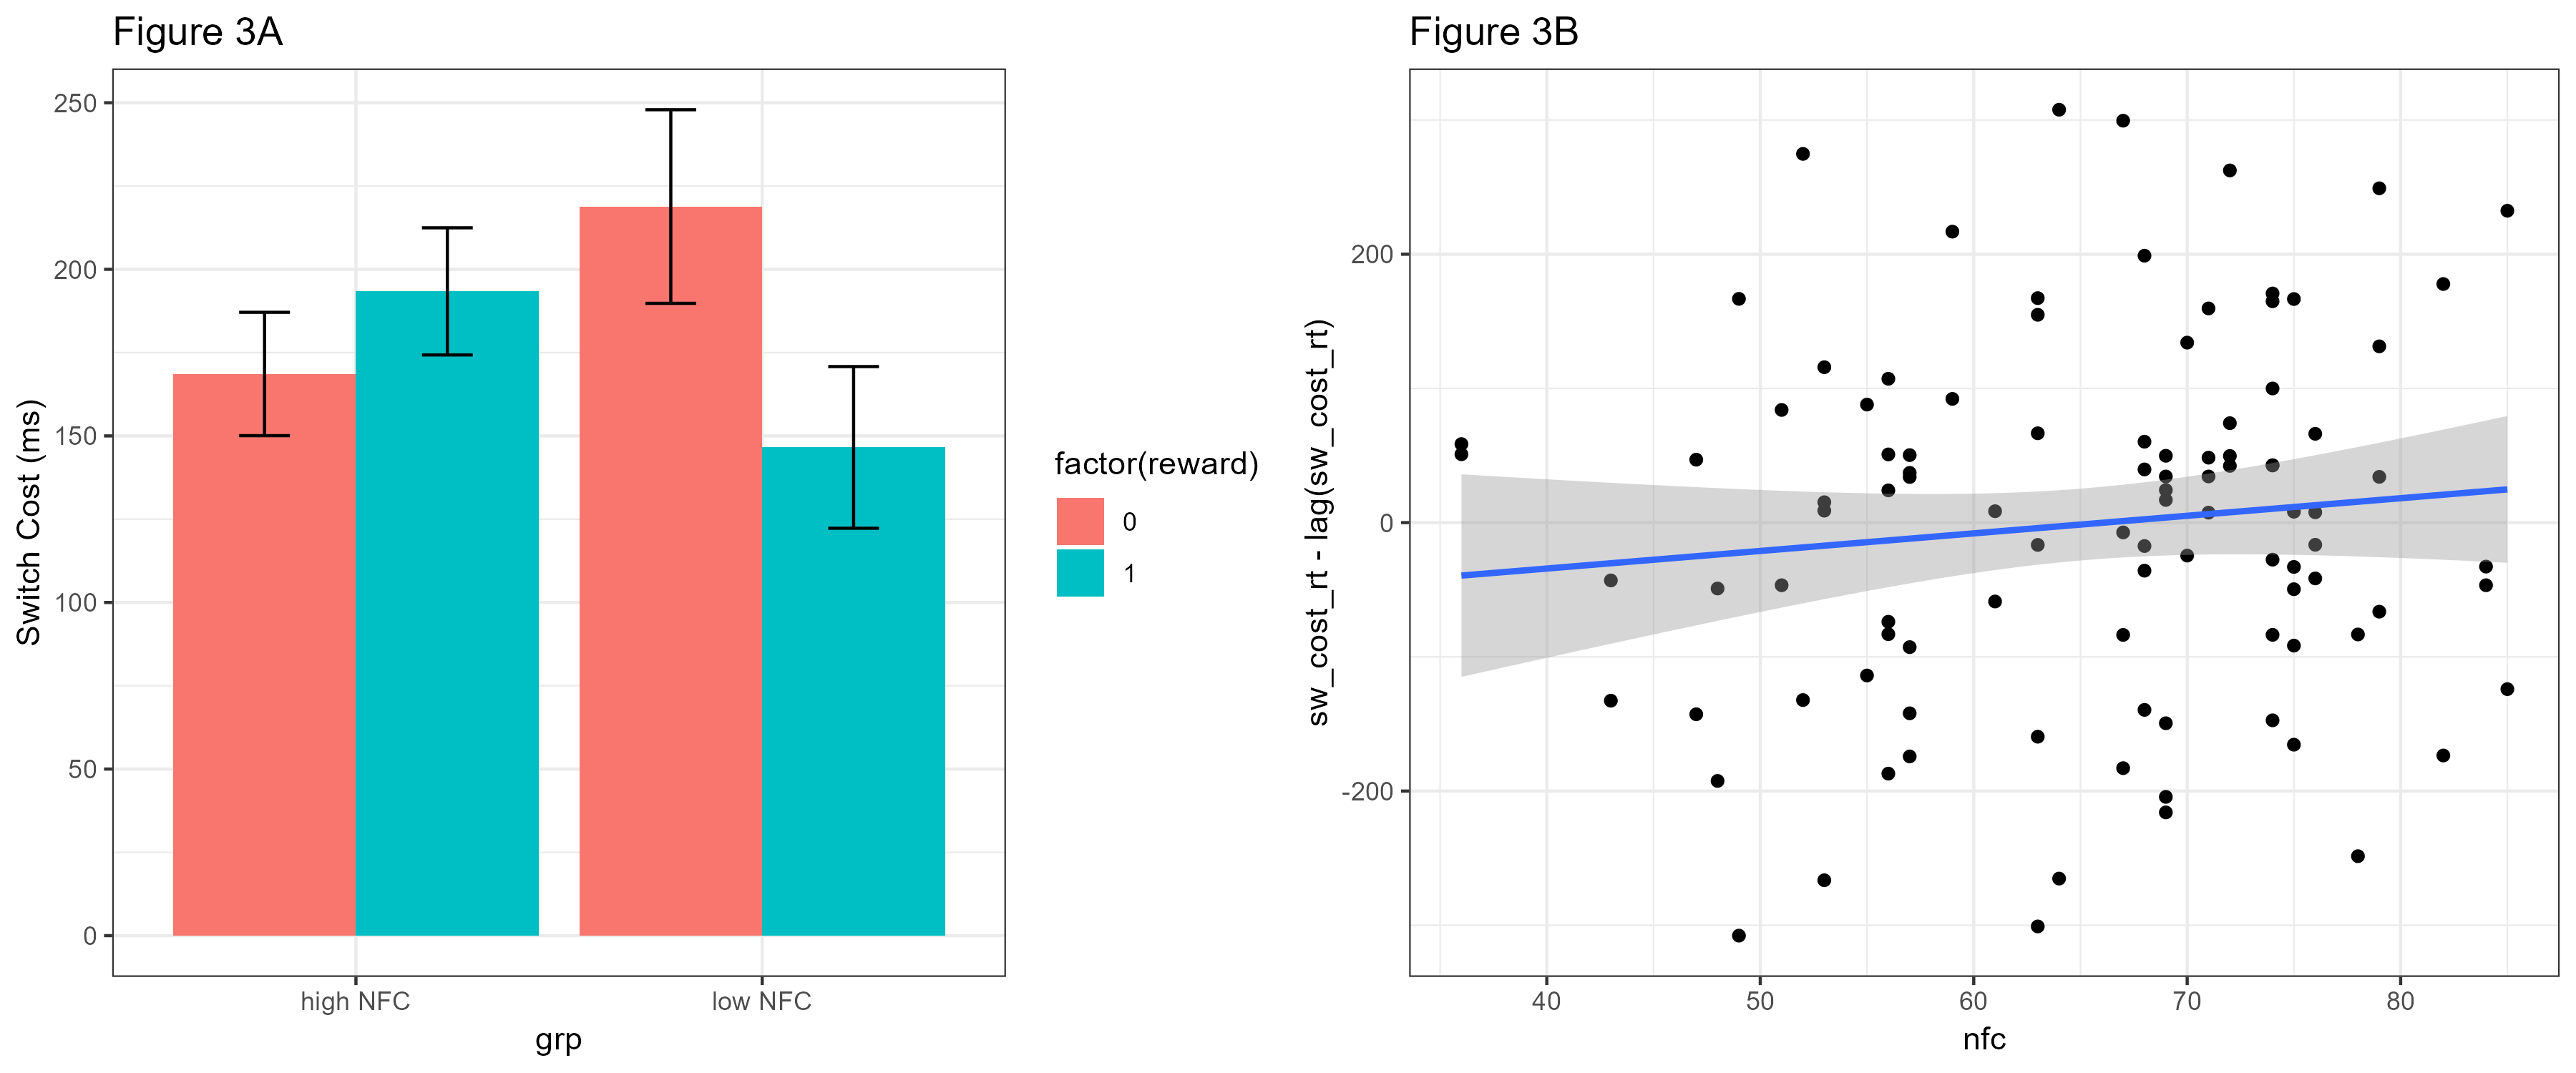 Figure 3A
250
200
150
100
50
0
Switch Cost (ms)
high NFC
low NFC
grp
factor(reward)
0
1
Figure 3B
200
0
-200
sw_cost_rt - lag(sw_cost_rt)
40
50
60
70
80
nfc